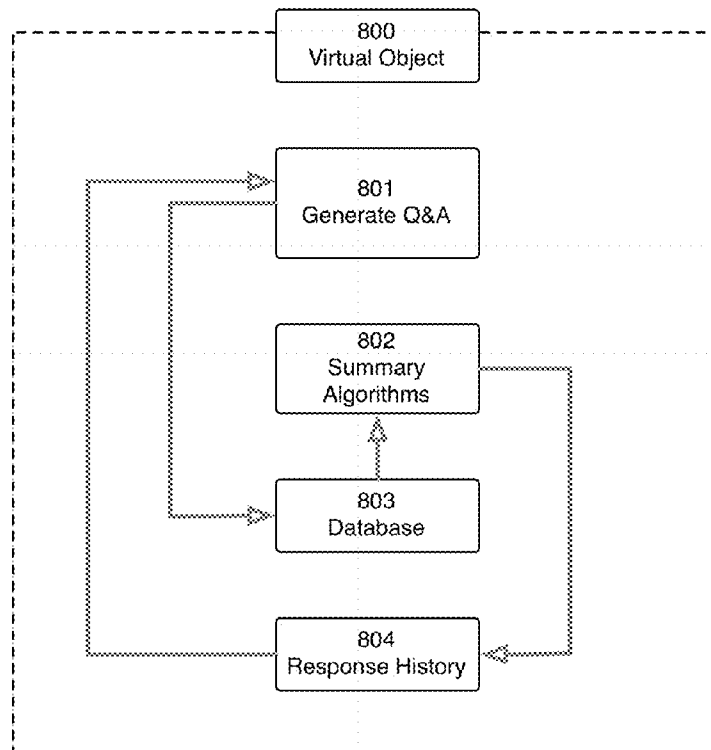 800
Virtual Object
801
Generate Q&A
802
Summary
Algorithms
803
Database
804
Response History